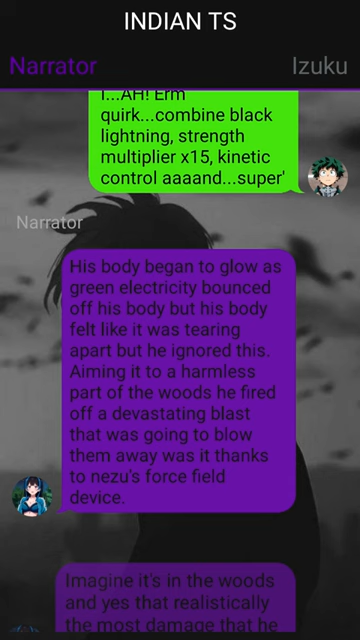 INDIAN TS
Narrator Izuku
I...AH! Erm
quirk...combine black
lightning, strength
multiplier x15, kinetic
control aaaand...super'
Narrator
His body began to glow as
green electricity bounced
off his body but his body
felt like it was tearing
apart but he ignored this.
Aiming it to a harmless
part of the woods he fired
off a devastating blast
that was going to blow
them away was it thanks
to nezu's force field
device.
Imagine it's in the woods
and yes that realistically
the most damage that he